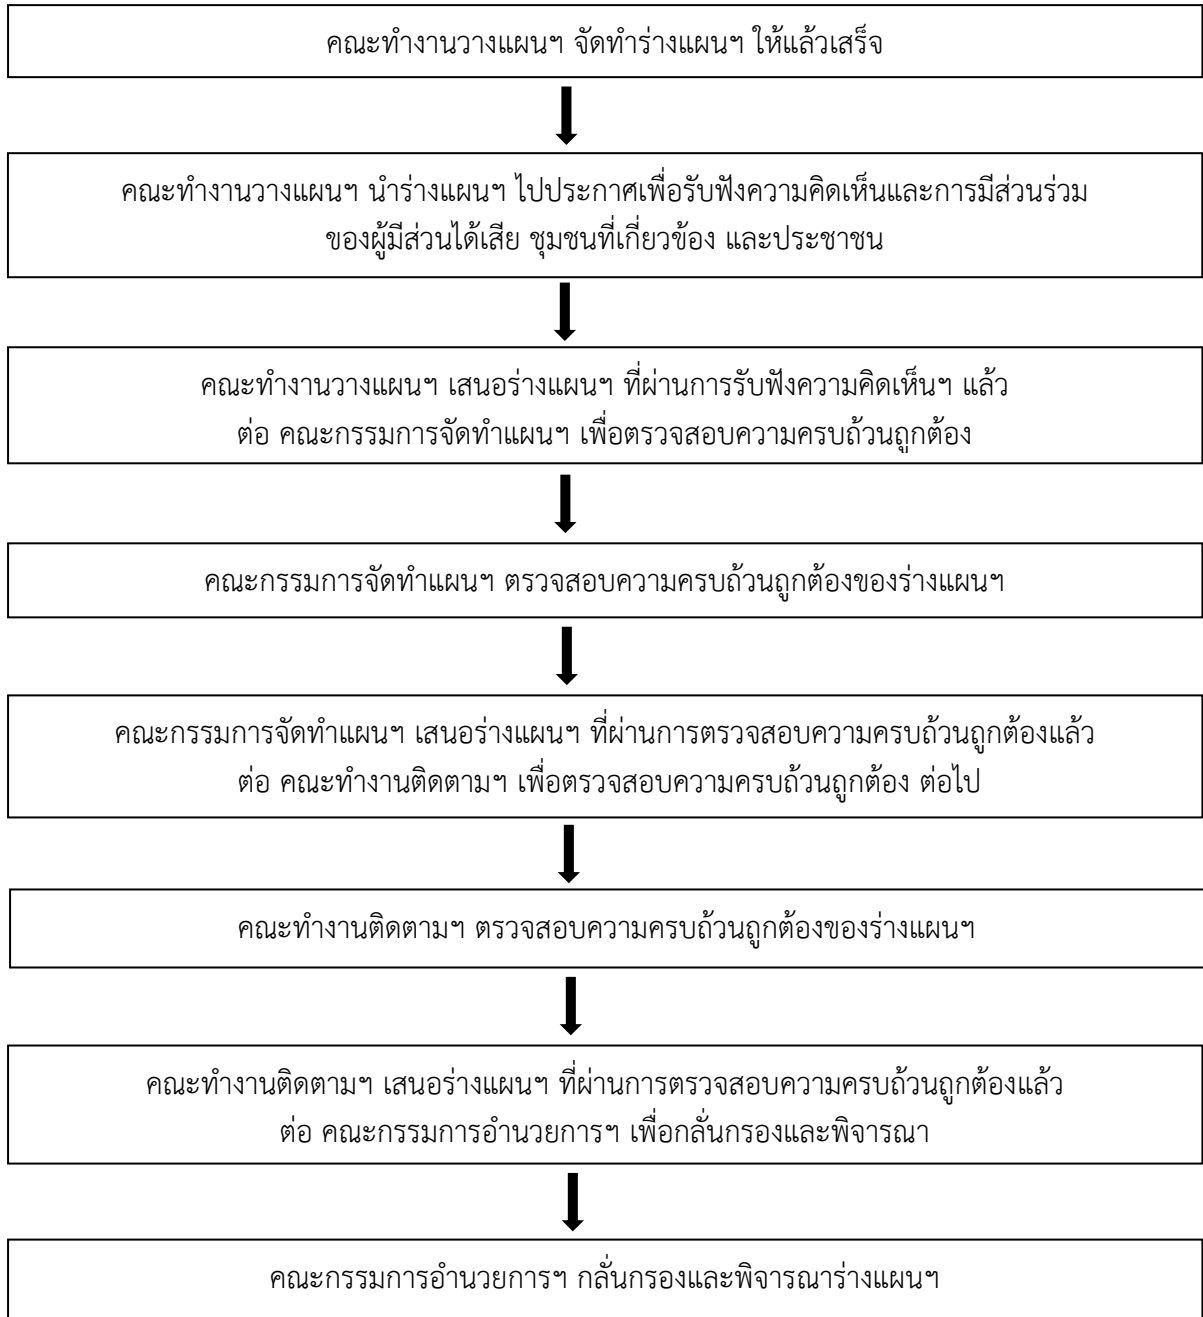 คณะทำงานวางแผนฯ จัดทำร่างแผนฯ ให้แล้วเสร็จ
คณะทำงานวางแผนฯ นำร่างแผนฯ ไปประกาศเพื่อรับฟังความคิดเห็นและการมีส่วนร่วม
ของผู้มีส่วนได้เสีย ชุมชนที่เกี่ยวข้อง และประชาชน
คณะทำงานวางแผนฯ เสนอร่างแผนฯ ที่ผ่านการรับฟังความคิดเห็นฯ แล้ว
ต่อ คณะกรรมการจัดทำแผนฯ เพื่อตรวจสอบความครบถ้วนถูกต้อง
คณะกรรมการจัดทำแผนฯ ตรวจสอบความครบถ้วนถูกต้องของร่างแผนฯ
คณะกรรมการจัดทำแผนฯ เสนอร่างแผนฯ ที่ผ่านการตรวจสอบความครบถ้วนถูกต้องแล้ว
ต่อ คณะทำงานติดตามฯ เพื่อตรวจสอบความครบถ้วนถูกต้อง ต่อไป
คณะทำงานติดตามฯ ตรวจสอบความครบถ้วนถูกต้องของร่างแผนฯ
คณะทำงานติดตามฯ เสนอร่างแผนฯ ที่ผ่านการตรวจสอบความครบถ้วนถูกต้องแล้ว
ต่อ คณะกรรมการอำนวยการฯ เพื่อกลั่นกรองและพิจารณา
คณะกรรมการอำนวยการฯ กลั่นกรองและพิจารณาร่างแผนฯ